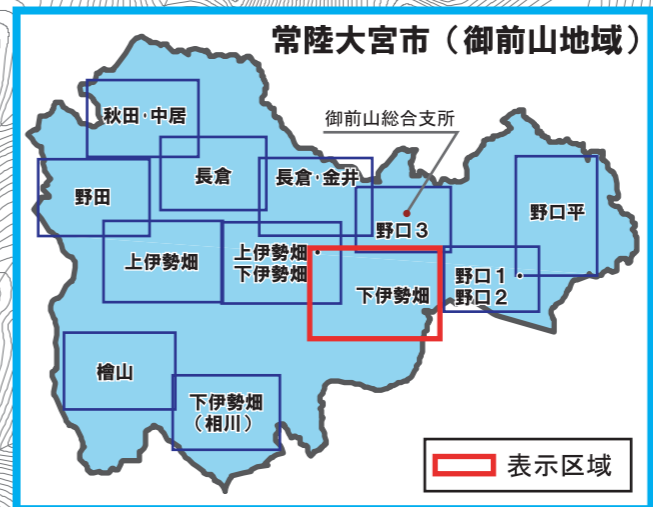 常陸大宮市（御前山地域）
秋田・中居
御前山総合支所
長倉
長倉・金井
野田
野口３
野口平
上伊勢畑
上伊勢畑
下伊勢畑
下伊勢畑
野口１
野口２
檜山
下伊勢畑
（相川）
表示区域